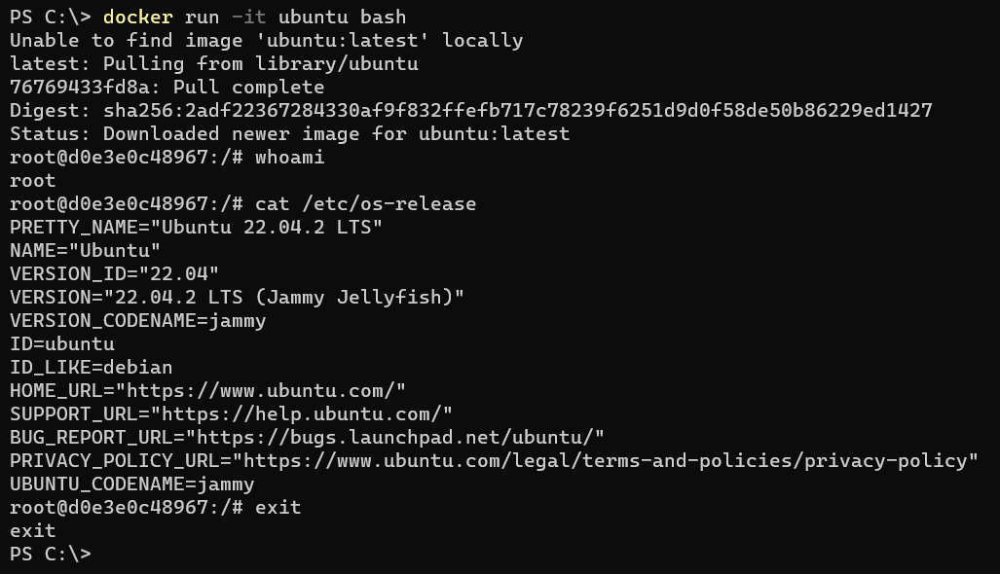 PS C:\> docker run -it ubuntu bash
Unable to find image 'ubuntu:latest' locally
latest: Pulling from library/ubuntu
76769433fd8a: Pull complete
Digest: sha256:2adf22367284330af9f832ffefb717c78239f6251d9d0f58de50b86229ed1427
Status: Downloaded newer image for ubuntu:latest
root@d0e3e0c48967:/# whoami
root
root@d0e3e0c48967:/# cat /etc/os-release
PRETTY_NAME="Ubuntu 22.04.2 LTS"
NAME="Ubuntu"
VERSION_ID="22.04"
VERSION="22.04.2 LTS (Jammy Jellyfish)"
VERSION_CODENAME=jammy
ID=ubuntu
ID_LIKE=debian
HOME_URL="https://www.ubuntu.com/"
SUPPORT_URL="https://help.ubuntu.com/"
BUG_REPORT_URL="https://bugs.launchpad.net/ubuntu/"
PRIVACY_POLICY_URL="https://www.ubuntu.com/legal/terms-and-policies/privacy-policy"
UBUNTU_CODENAME=jammy
root@d0e3e0c48967:/# exit
exit
PS C:\>